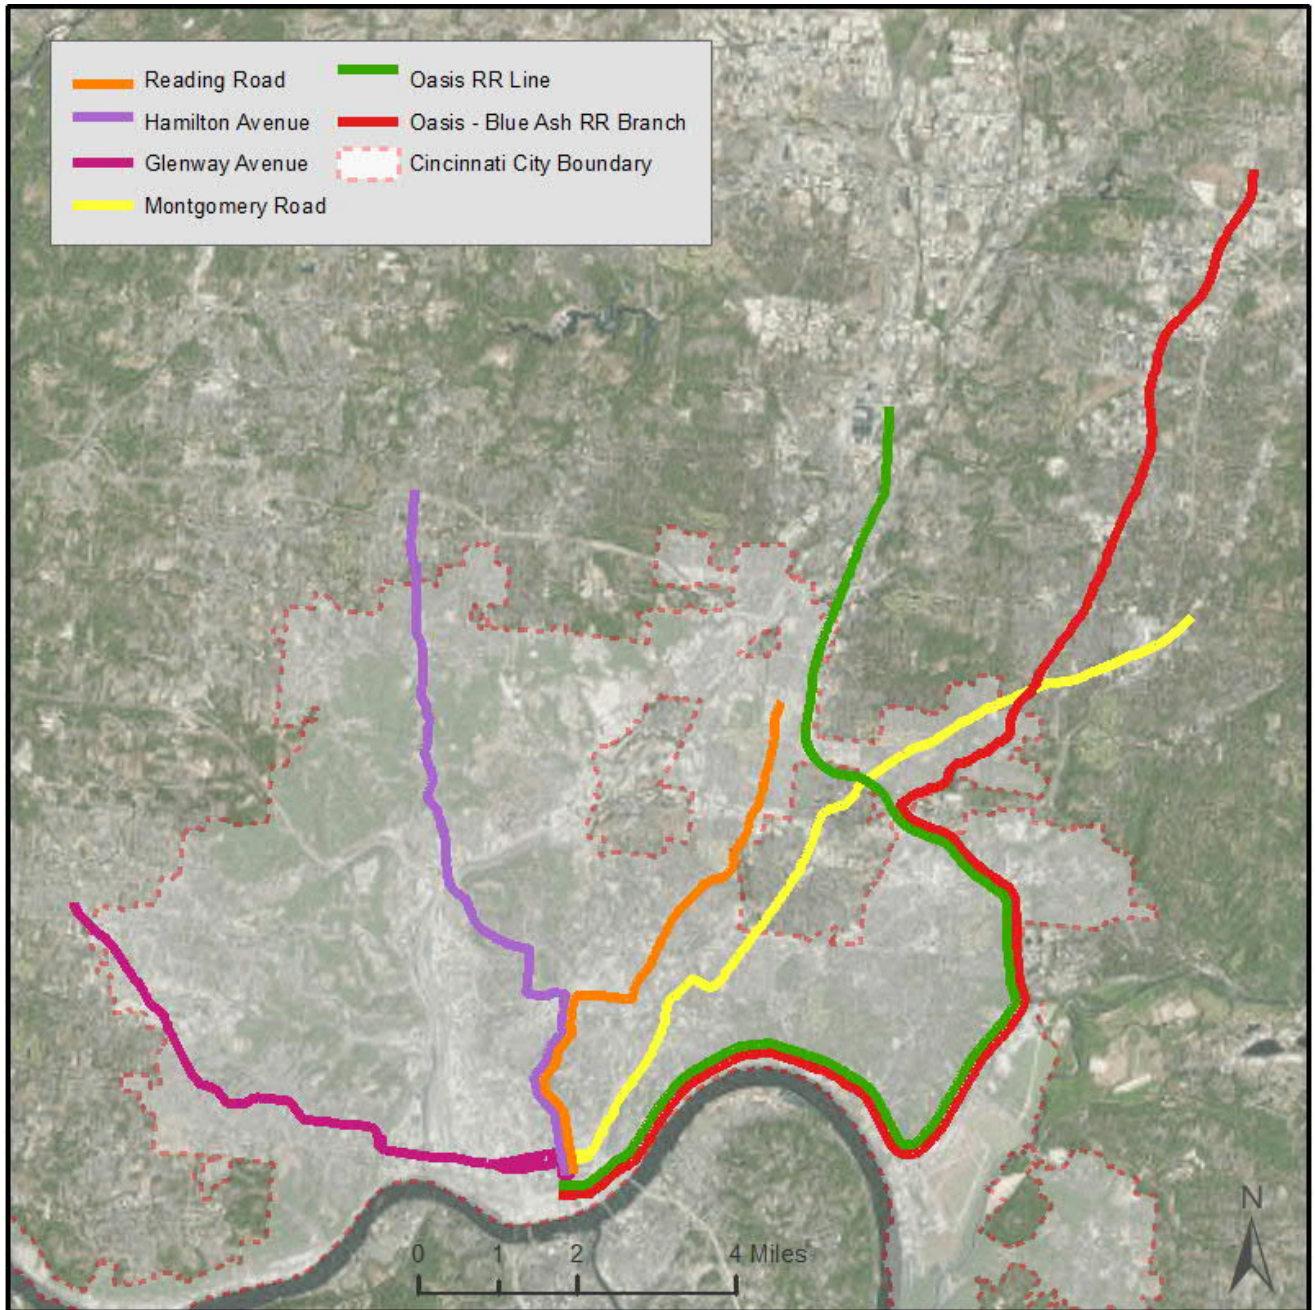 Reading Road
Hamilton Avenue
Glenway Avenue
Montgomery Road
Oasis RR Line
Oasis - Blue Ash RR Branch
Cincinnati City Boundary
N
0 1 2 4 Miles